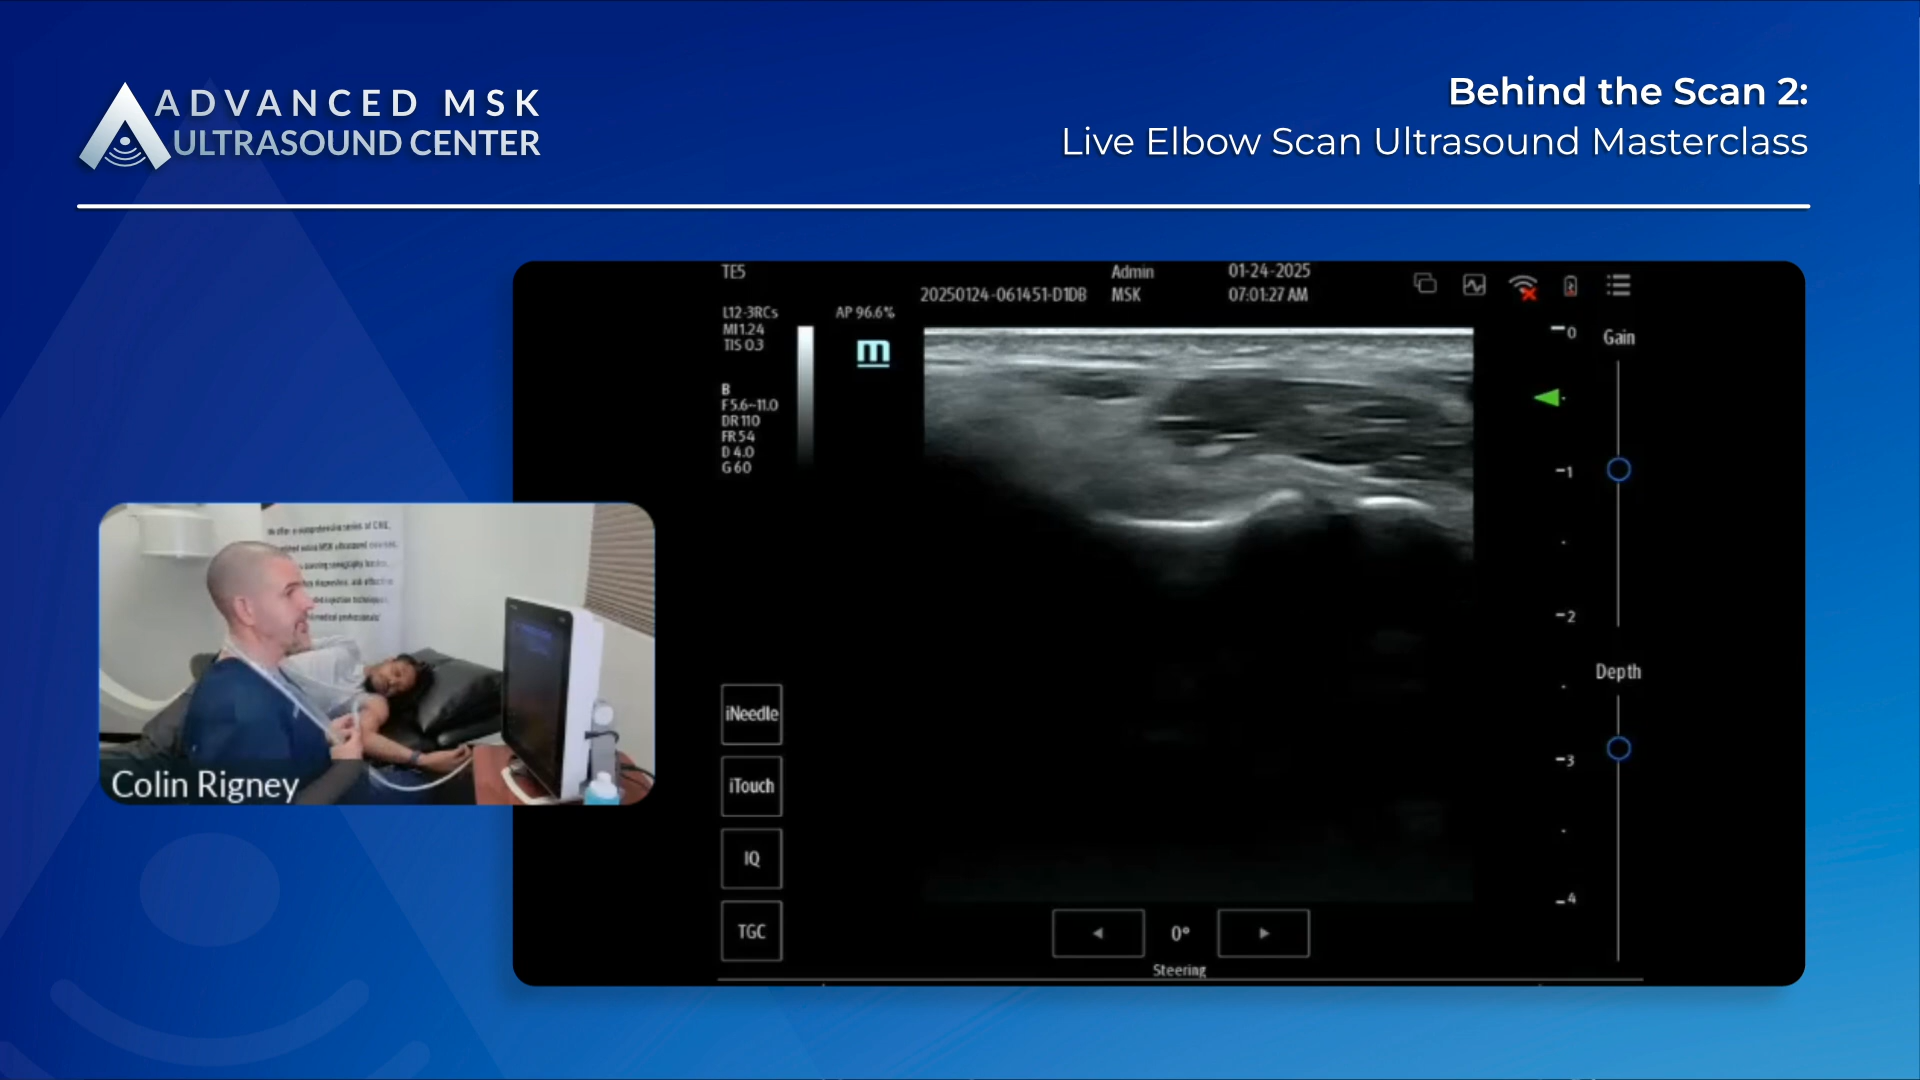 ADVANCED MSK
ULTRASOUND CENTER
Behind the Scan 2:
Live Elbow Scan Ultrasound Masterclass
TE5
Admin
01-24-2025
20250124-061451-D1DB
MSK
07:01:27 AM
L12-3RCs
AP 96.6%
MI 1.24
TIS 0.3
m
B
F 5.6-11.0
DR 110
FR 54
D 4.0
G 60
0
Gain
1
2
Depth
3
4
iNeedle
iTouch
IQ
TGC
0°
Steering
Colin Rigney